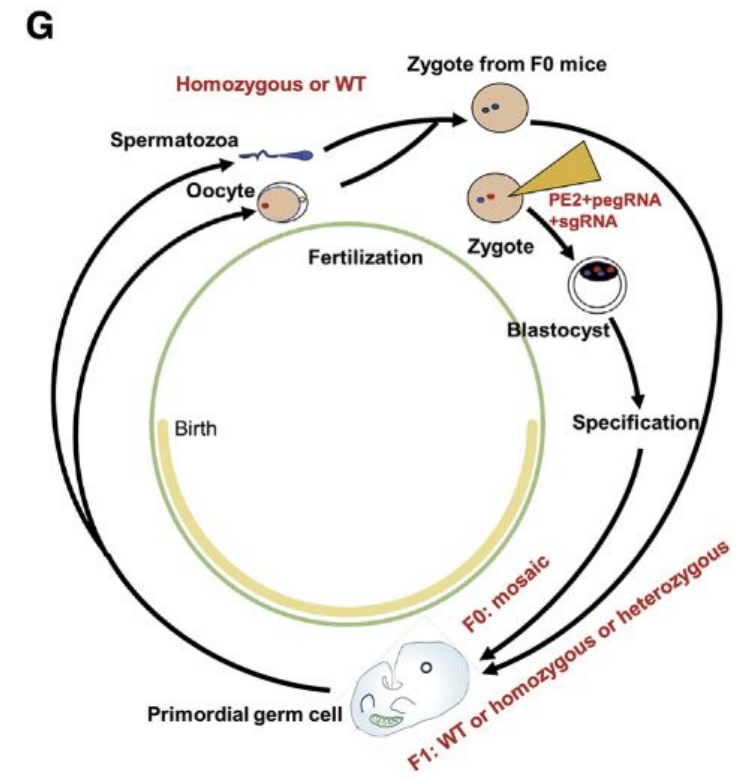 G
Zygote from F0 mice
Homozygous or WT
Spermatozoa
Oocyte
PE2+pegRNA
+sgRNA
Zygote
Fertilization
Blastocyst
Specification
Birth
F0: mosaic
F1: WT or homozygous or heterozygous
Primordial germ cell